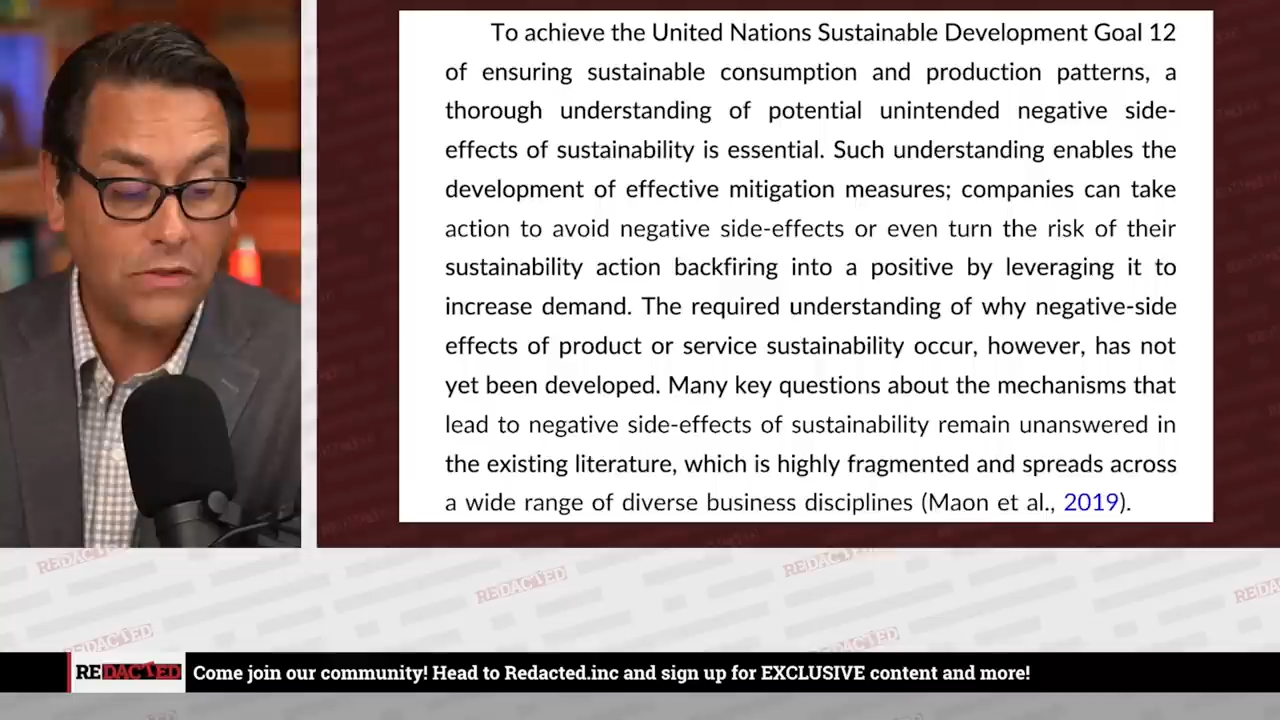 To achieve the United Nations Sustainable Development Goal 12
of ensuring sustainable consumption and production patterns, a
thorough understanding of potential unintended negative side-
effects of sustainability is essential. Such understanding enables the
development of effective mitigation measures; companies can take
action to avoid negative side-effects or even turn the risk of their
sustainability action backfiring into a positive by leveraging it to
increase demand. The required understanding of why negative-side
effects of product or service sustainability occur, however, has not
yet been developed. Many key questions about the mechanisms that
lead to negative side-effects of sustainability remain unanswered in
the existing literature, which is highly fragmented and spreads across
a wide range of diverse business disciplines (Maon et al., 2019).
REDACTED
REDACTED
REDACTED
REDACTED
REDACTED
REDACTED Come join our community! Head to Redacted.inc and sign up for EXCLUSIVE content and more!